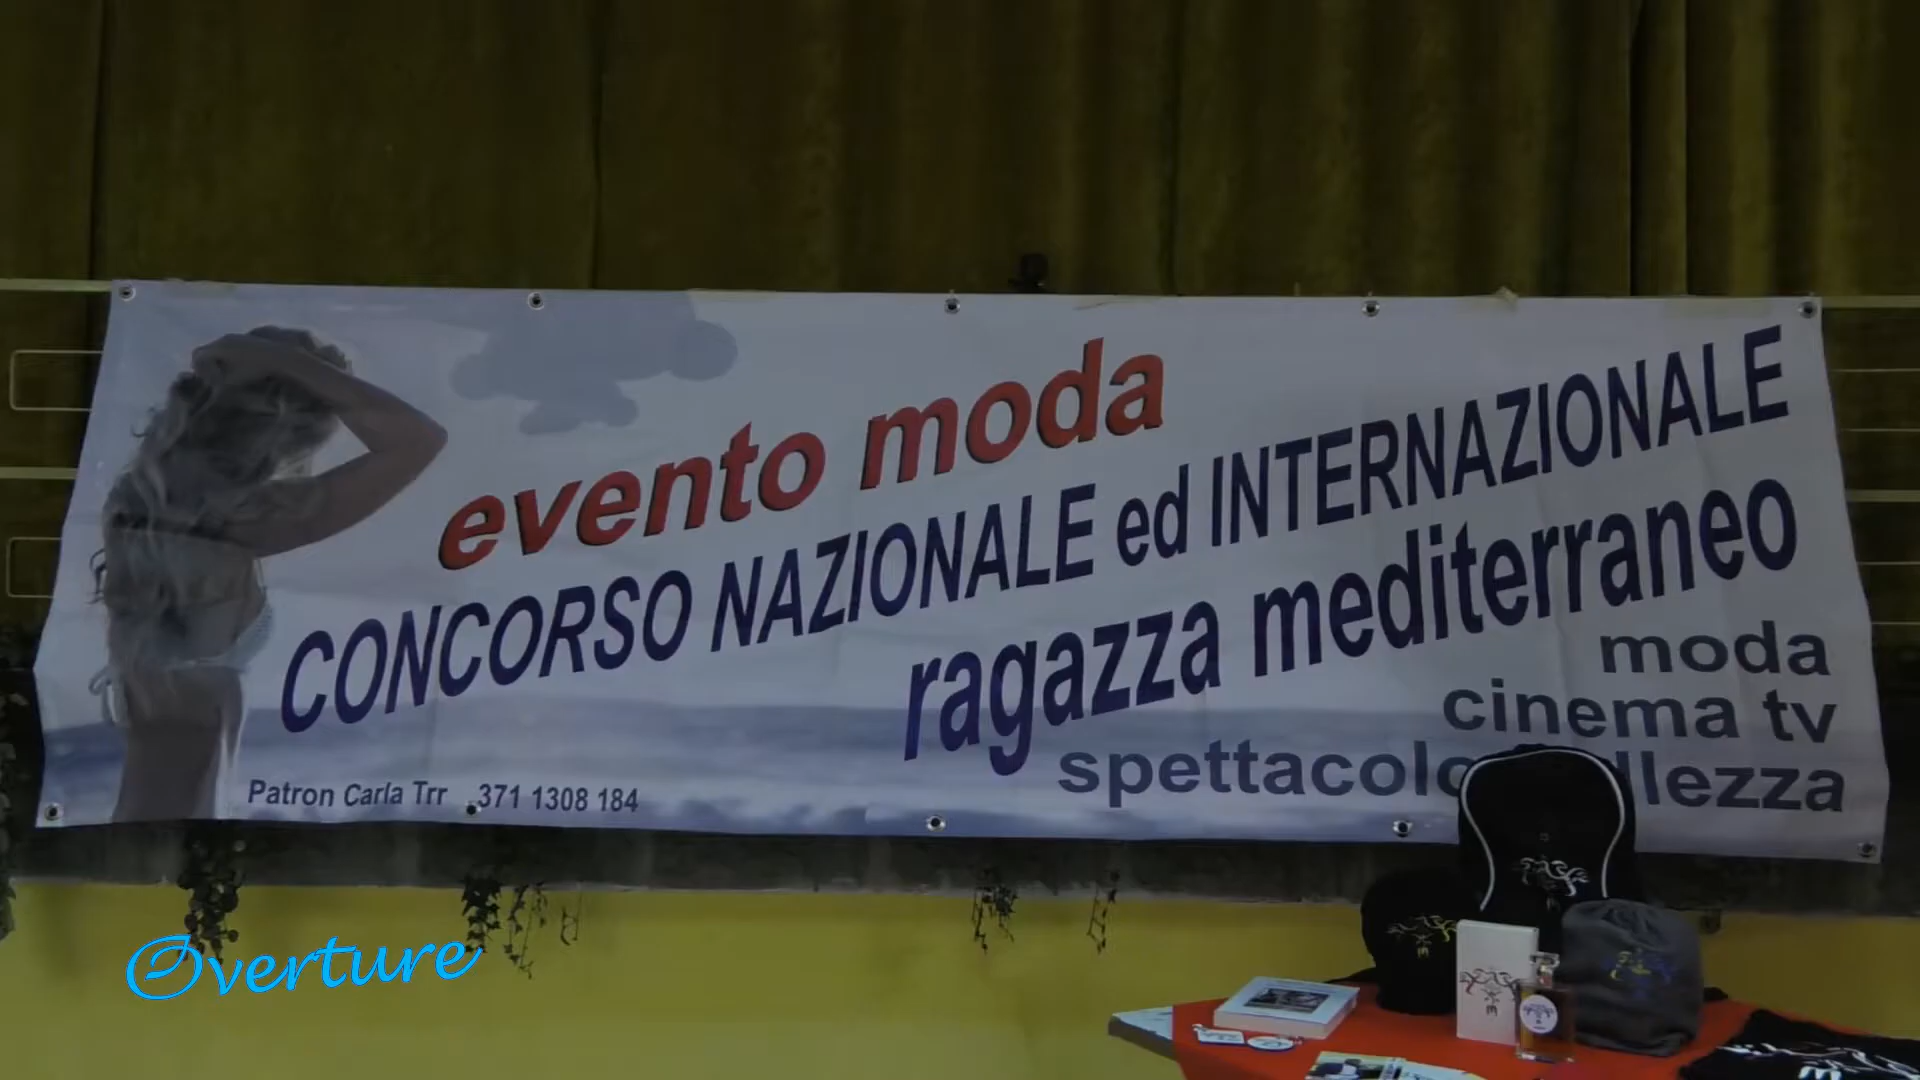 evento moda
CONCORSO NAZIONALE ed INTERNAZIONALE
ragazza mediterraneo
moda
cinema tv
spettacolo
Patron Carla Trr 371 1308 184
Overture